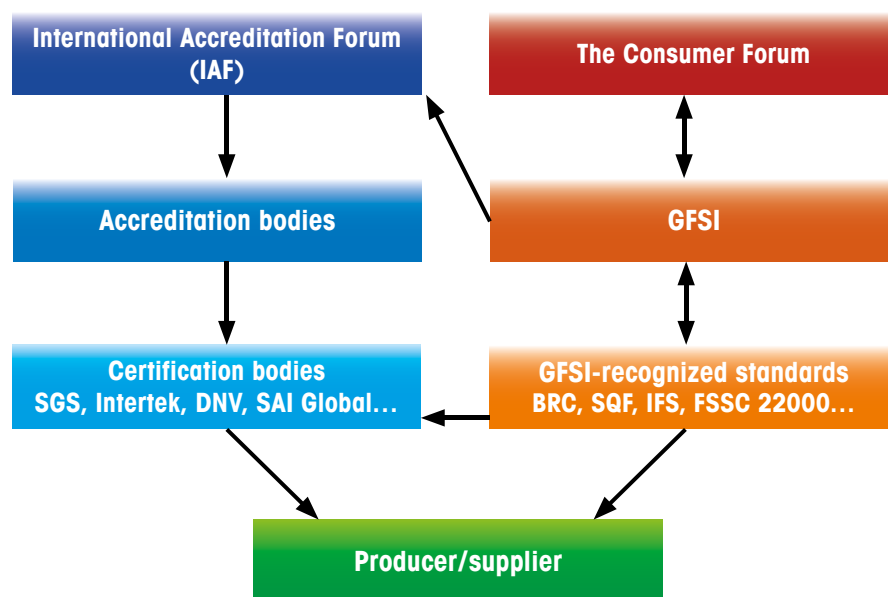 International Accreditation Forum
(IAF)
The Consumer Forum
Accreditation bodies
GFSI
Certification bodies
SGS, Intertek, DNV, SAI Global...
GFSI-recognized standards
BRC, SQF, IFS, FSSC 22000...
Producer/supplier